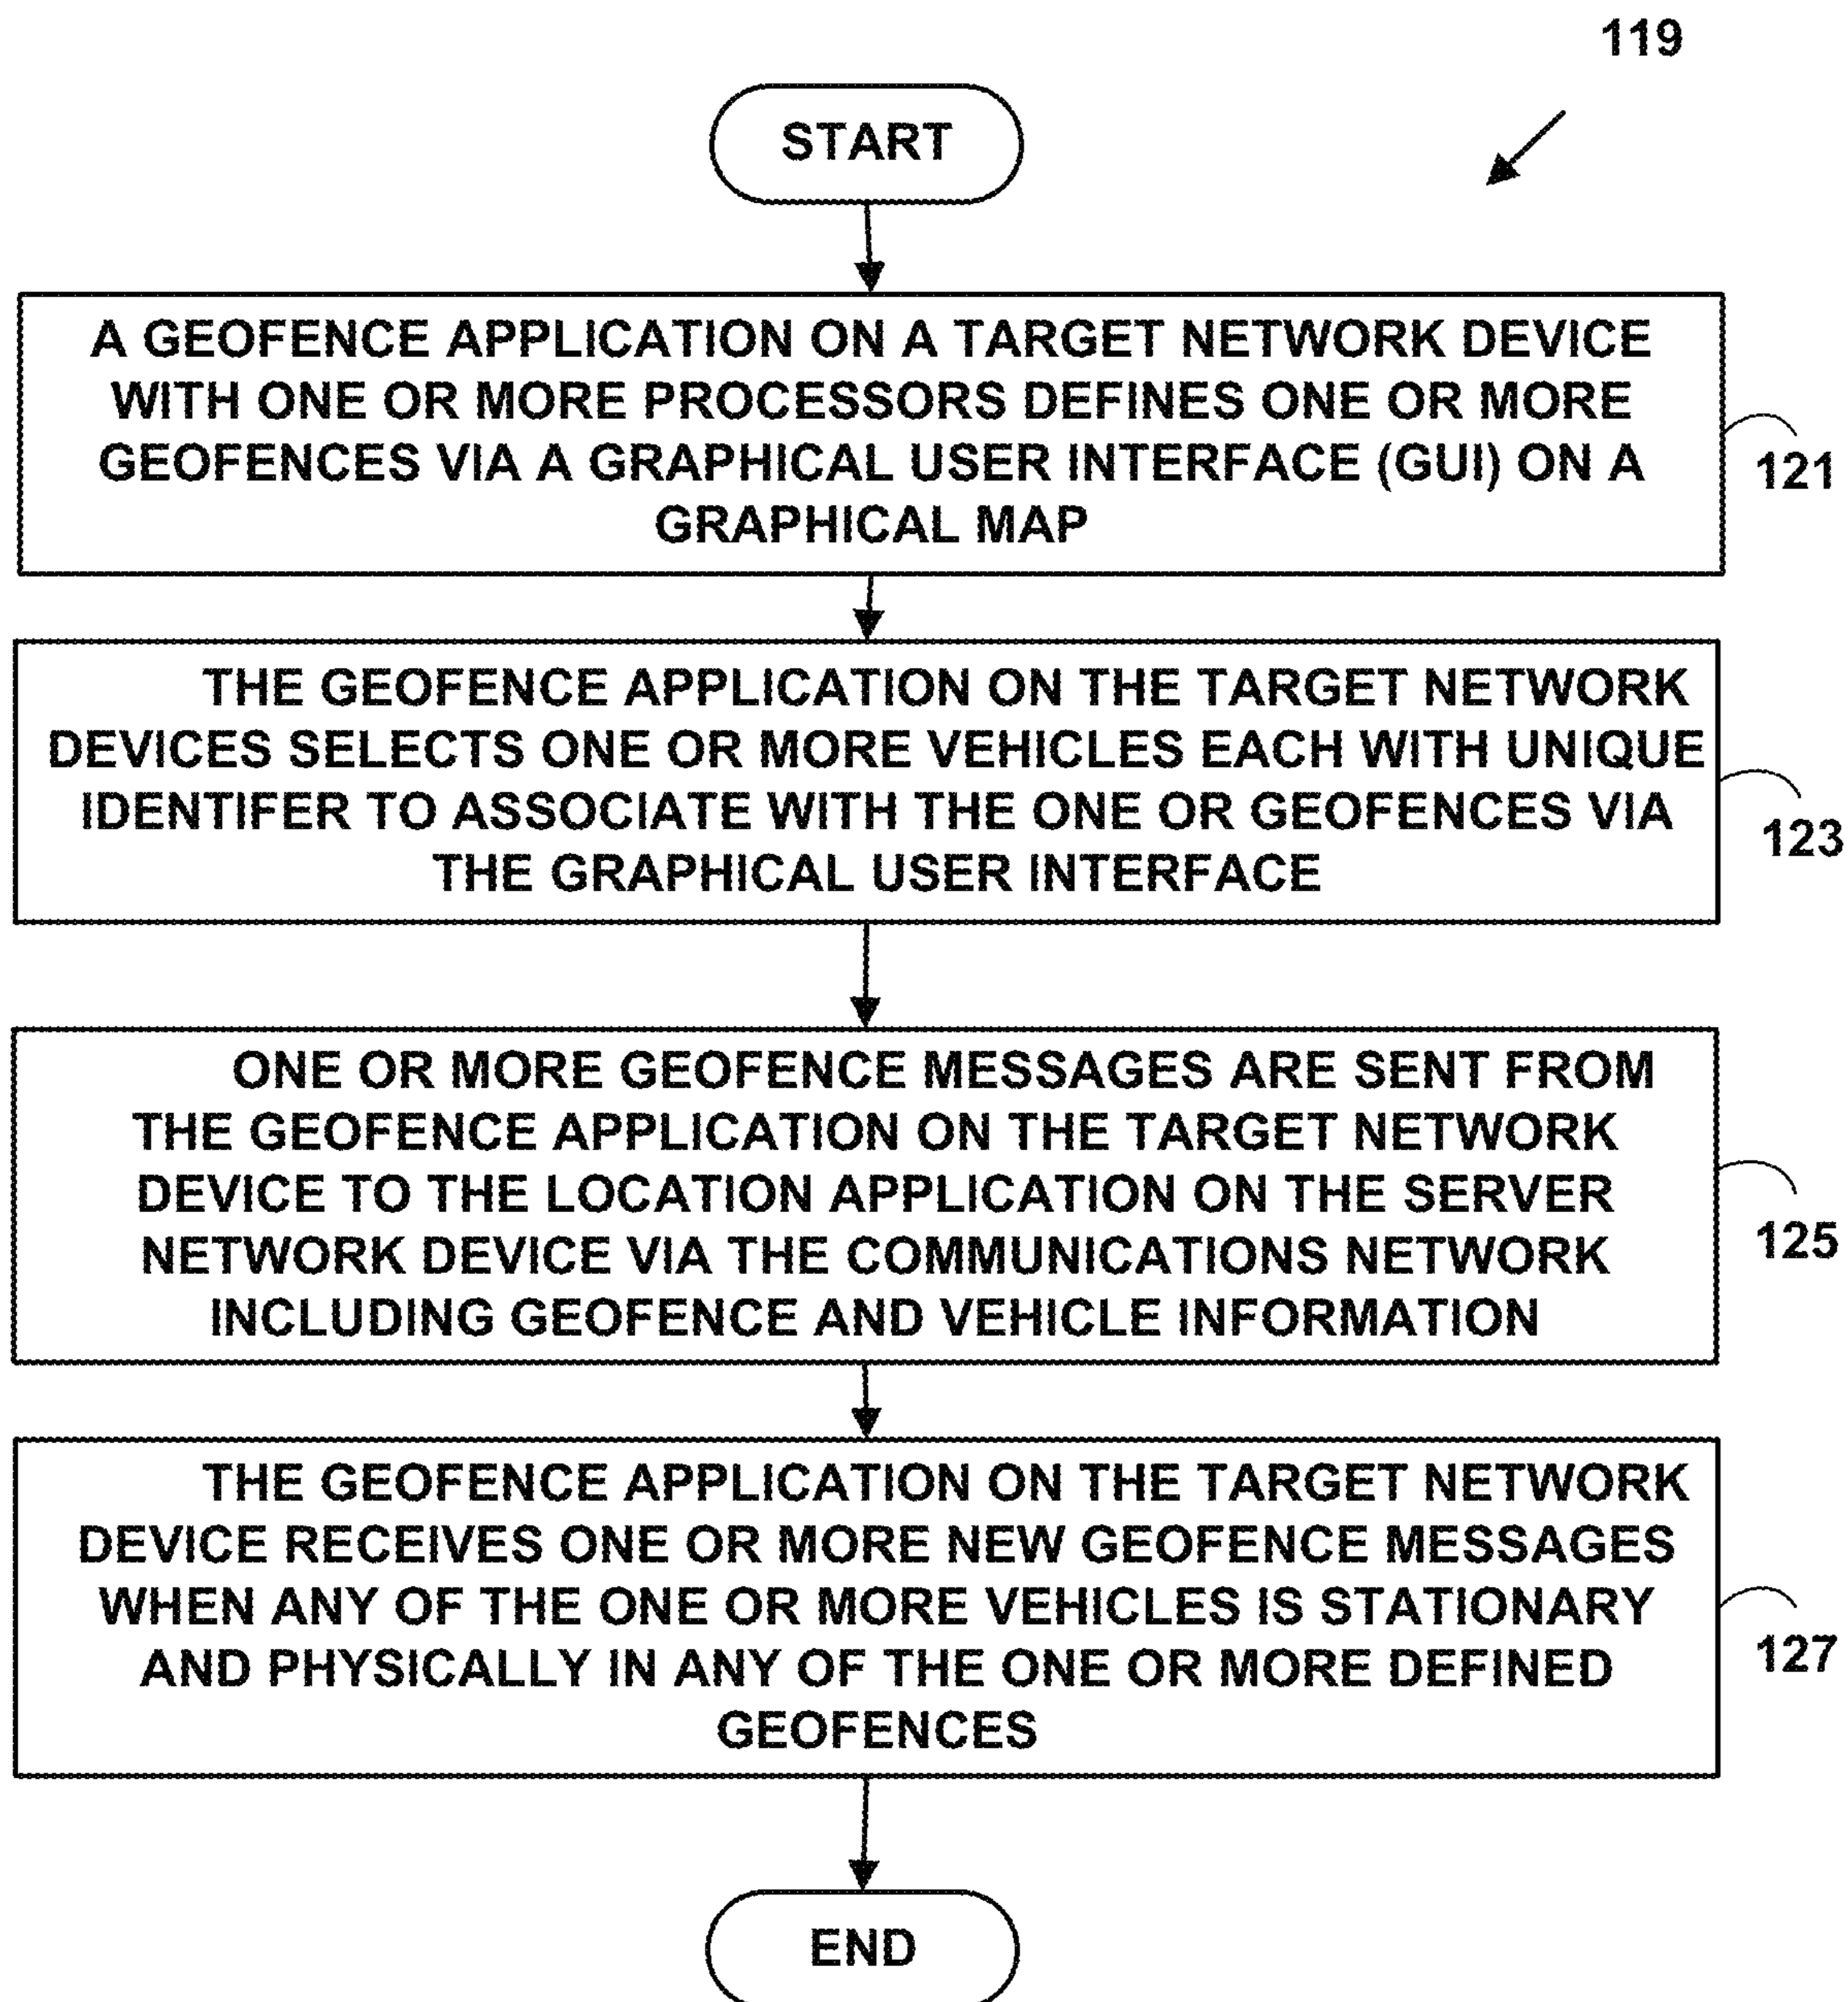 119
START
A GEOFENCE APPLICATION ON A TARGET NETWORK DEVICE
WITH ONE OR MORE PROCESSORS DEFINES ONE OR MORE
GEOFENCES VIA A GRAPHICAL USER INTERFACE (GUI) ON A
GRAPHICAL MAP
121
THE GEOFENCE APPLICATION ON THE TARGET NETWORK
DEVICES SELECTS ONE OR MORE VEHICLES EACH WITH UNIQUE
IDENTIFER TO ASSOCIATE WITH THE ONE OR GEOFENCES VIA
THE GRAPHICAL USER INTERFACE
123
ONE OR MORE GEOFENCE MESSAGES ARE SENT FROM
THE GEOFENCE APPLICATION ON THE TARGET NETWORK
DEVICE TO THE LOCATION APPLICATION ON THE SERVER
NETWORK DEVICE VIA THE COMMUNICATIONS NETWORK
INCLUDING GEOFENCE AND VEHICLE INFORMATION
125
THE GEOFENCE APPLICATION ON THE TARGET NETWORK
DEVICE RECEIVES ONE OR MORE NEW GEOFENCE MESSAGES
WHEN ANY OF THE ONE OR MORE VEHICLES IS STATIONARY
AND PHYSICALLY IN ANY OF THE ONE OR MORE DEFINED
GEOFENCES
127
END